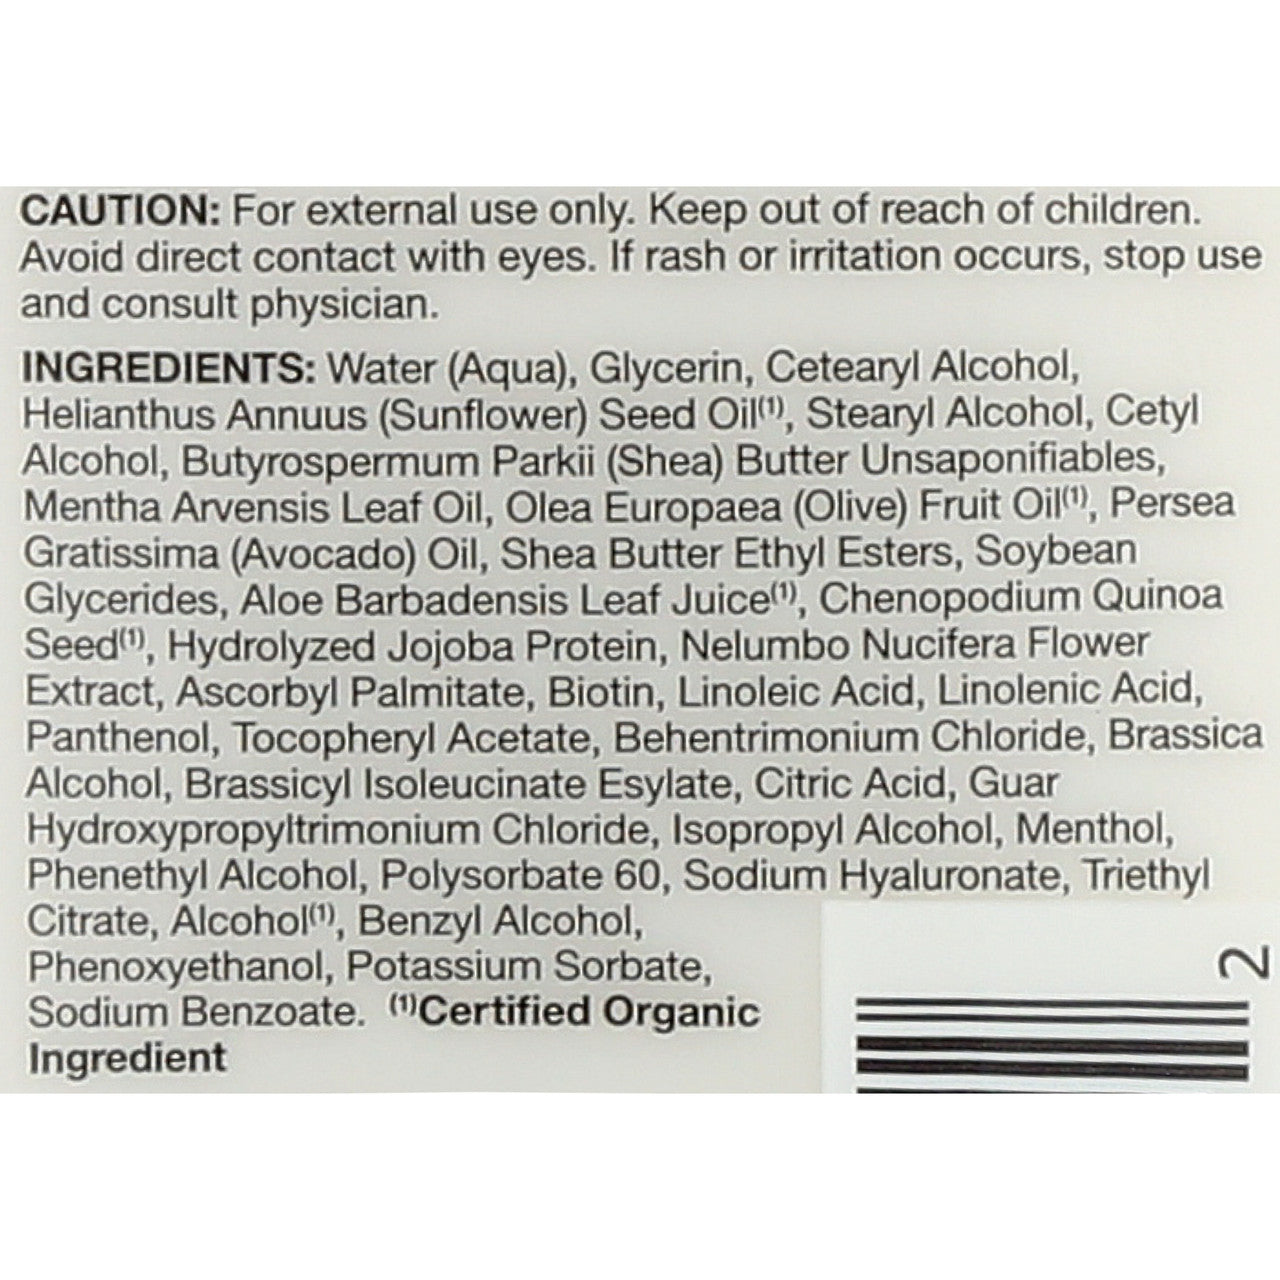 CAUTION: For external use only. Keep out of reach of children.
Avoid direct contact with eyes. If rash or irritation occurs, stop use
and consult physician.
INGREDIENTS: Water (Aqua), Glycerin, Cetearyl Alcohol,
Helianthus Annuus (Sunflower) Seed Oil⁽¹⁾, Stearyl Alcohol, Cetyl
Alcohol, Butyrospermum Parkii (Shea) Butter Unsaponifiables,
Mentha Arvensis Leaf Oil, Olea Europaea (Olive) Fruit Oil⁽¹⁾, Persea
Gratissima (Avocado) Oil, Shea Butter Ethyl Esters, Soybean
Glycerides, Aloe Barbadensis Leaf Juice⁽¹⁾, Chenopodium Quinoa
Seed⁽¹⁾, Hydrolyzed Jojoba Protein, Nelumbo Nucifera Flower
Extract, Ascorbyl Palmitate, Biotin, Linoleic Acid, Linolenic Acid,
Panthenol, Tocopheryl Acetate, Behentrimonium Chloride, Brassica
Alcohol, Brassicyl Isoleucinate Esylate, Citric Acid, Guar
Hydroxypropyltrimonium Chloride, Isopropyl Alcohol, Menthol,
Phenethyl Alcohol, Polysorbate 60, Sodium Hyaluronate, Triethyl
Citrate, Alcohol⁽¹⁾, Benzyl Alcohol,
Phenoxyethanol, Potassium Sorbate,
Sodium Benzoate. ⁽¹⁾Certified Organic
Ingredient
2